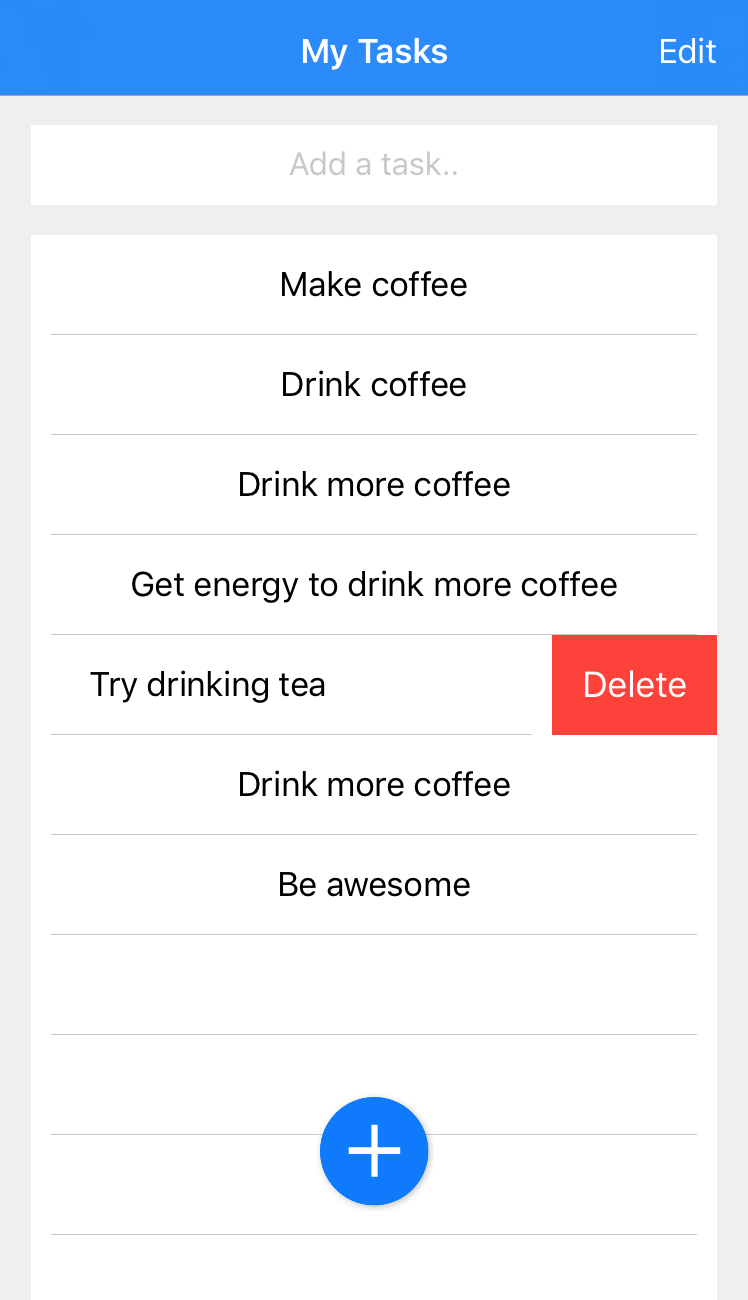 My Tasks
Edit
Add a task..
Make coffee
Drink coffee
Drink more coffee
Get energy to drink more coffee
Try drinking tea
Delete
Drink more coffee
Be awesome